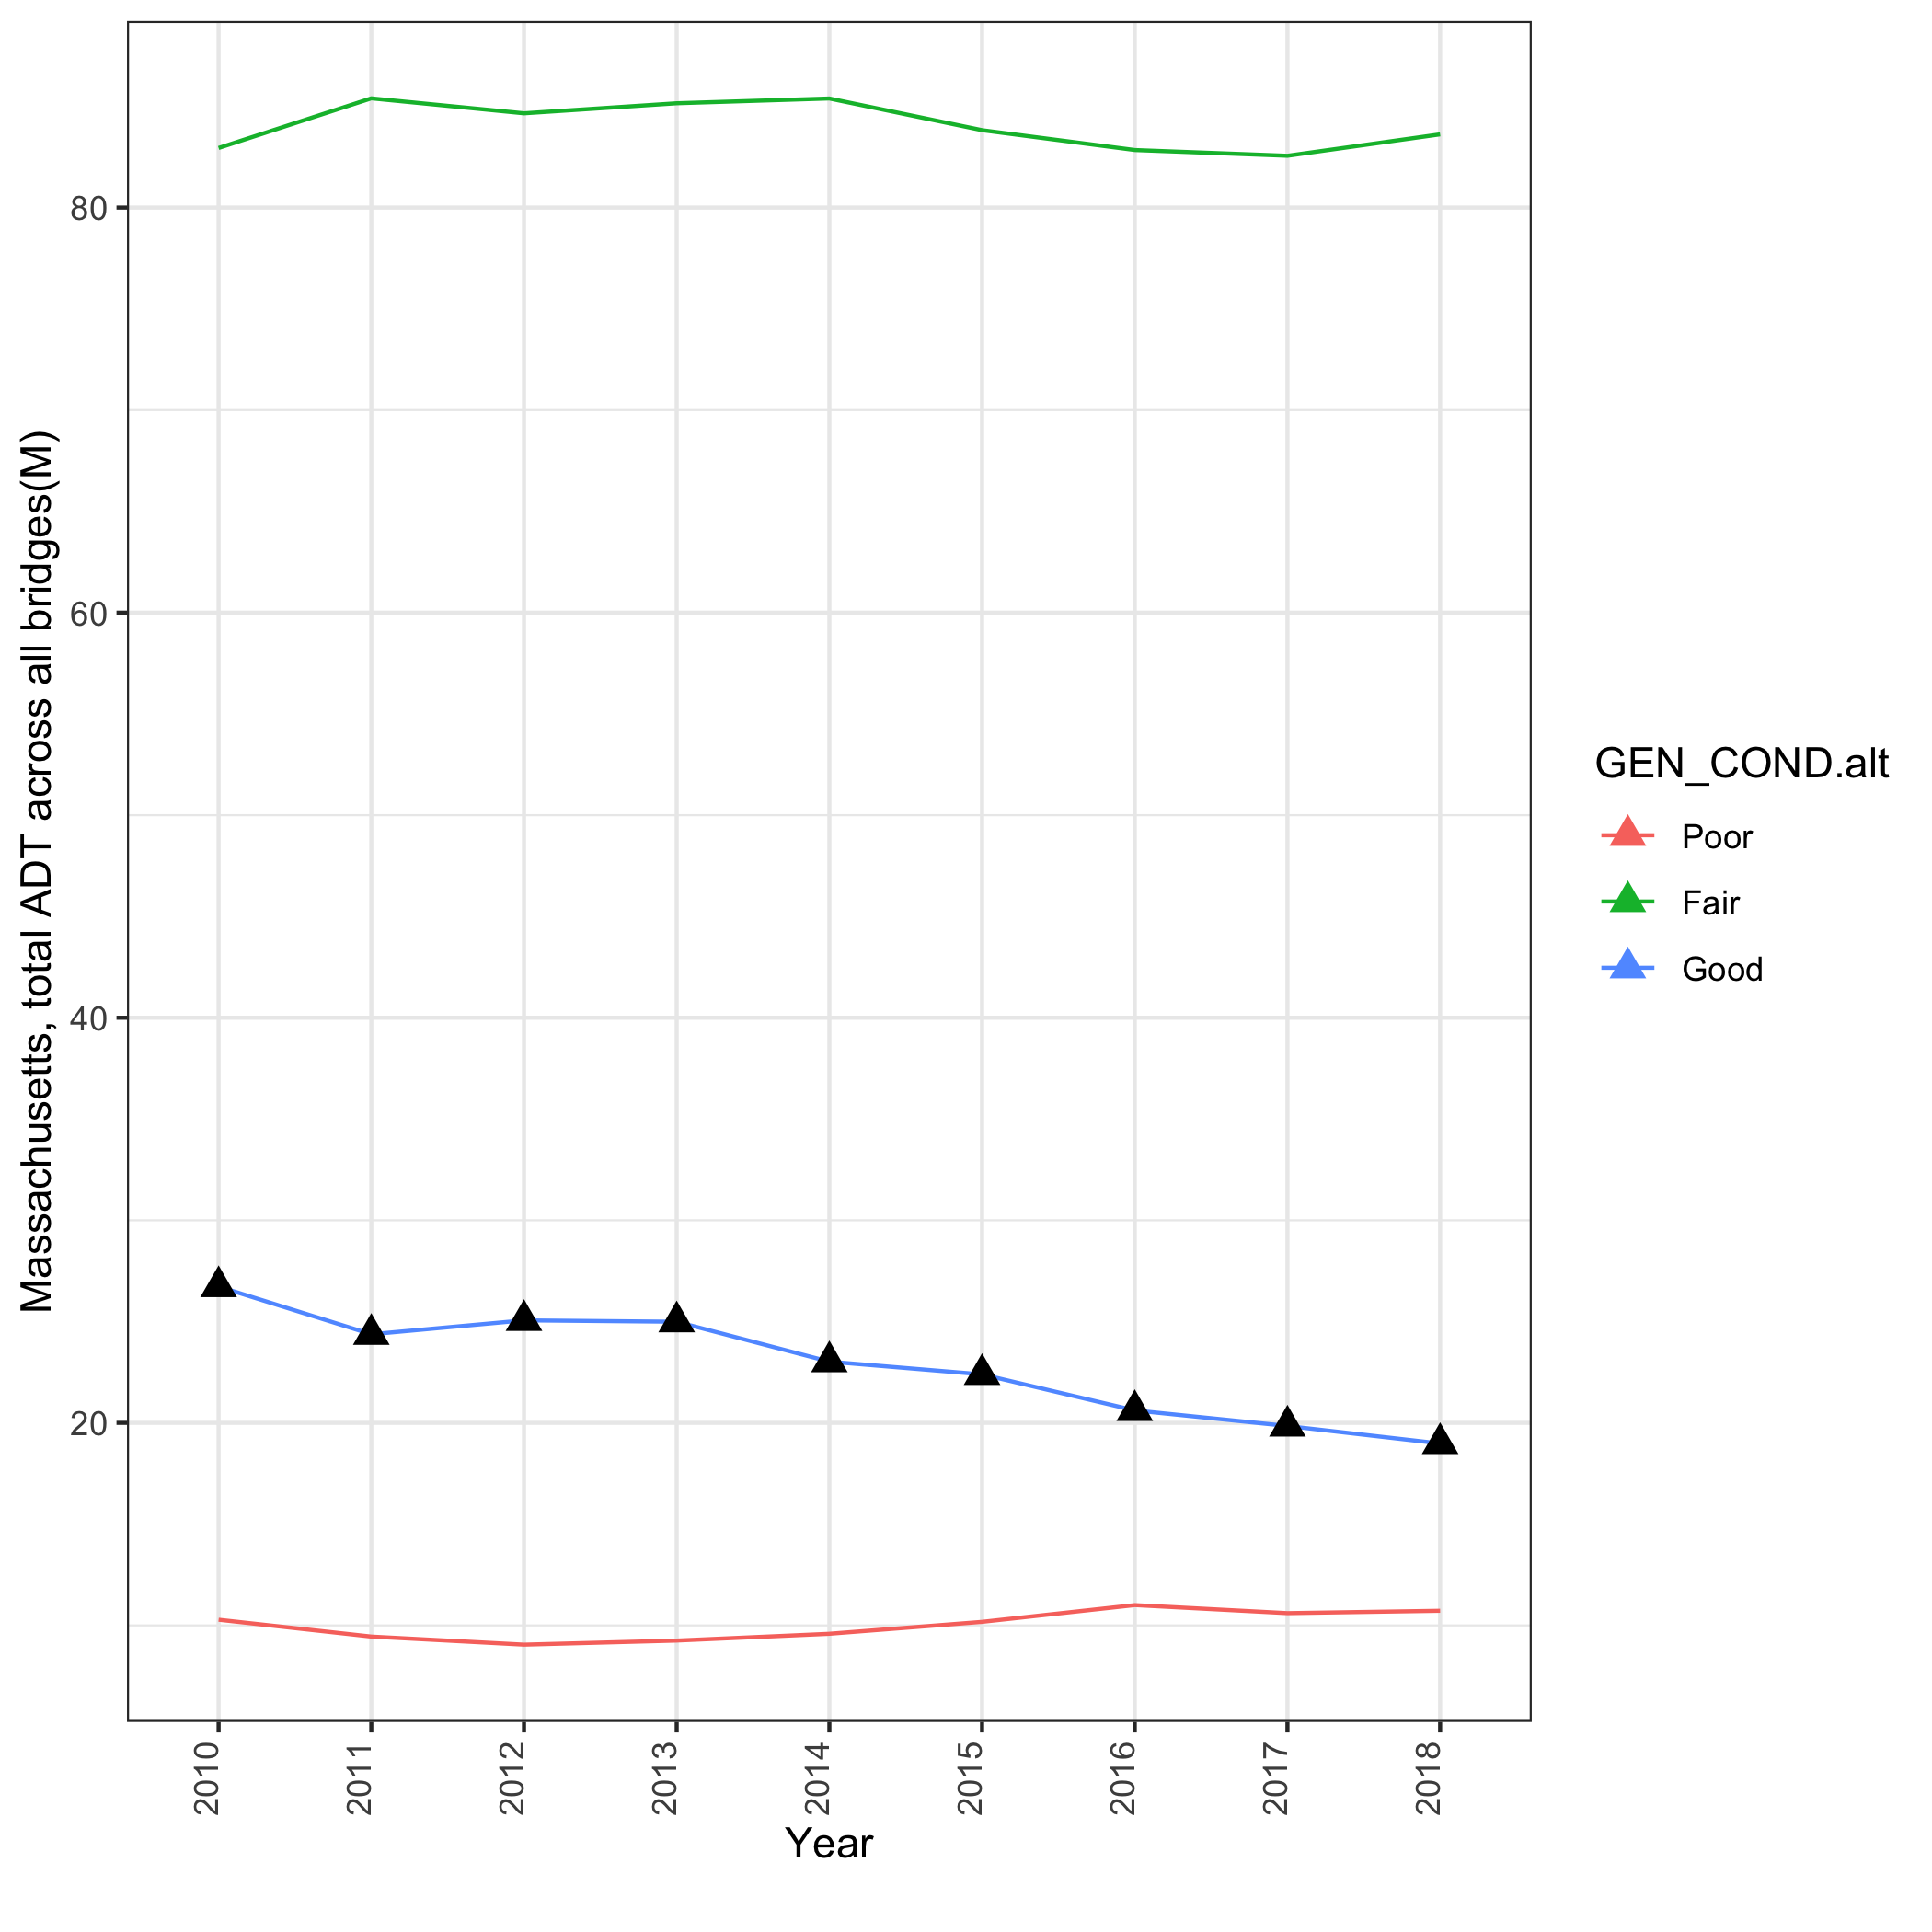 Massachusetts, total ADT across all bridges(M)
80
60
40
20
2010
2011
2012
2013
2014
2015
2016
2017
2018
Year
GEN_COND.alt
Poor
Fair
Good